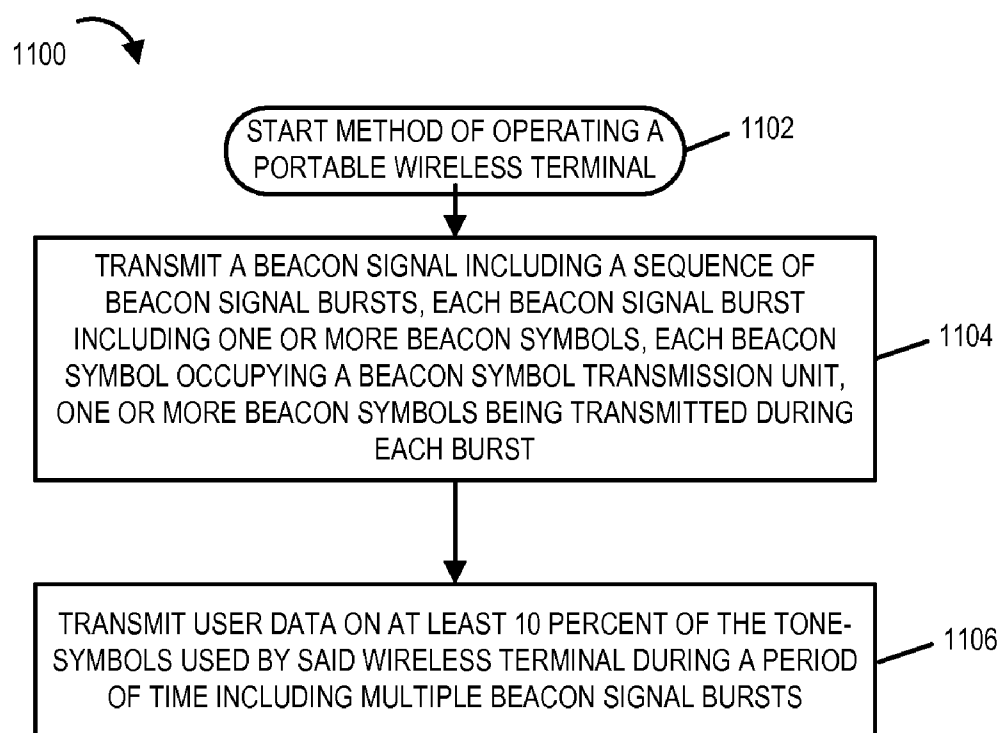 1100
START METHOD OF OPERATING A
PORTABLE WIRELESS TERMINAL
1102
TRANSMIT A BEACON SIGNAL INCLUDING A SEQUENCE OF
BEACON SIGNAL BURSTS, EACH BEACON SIGNAL BURST
INCLUDING ONE OR MORE BEACON SYMBOLS, EACH BEACON
SYMBOL OCCUPYING A BEACON SYMBOL TRANSMISSION UNIT,
ONE OR MORE BEACON SYMBOLS BEING TRANSMITTED DURING
EACH BURST
1104
TRANSMIT USER DATA ON AT LEAST 10 PERCENT OF THE TONE-
SYMBOLS USED BY SAID WIRELESS TERMINAL DURING A PERIOD
OF TIME INCLUDING MULTIPLE BEACON SIGNAL BURSTS
1106